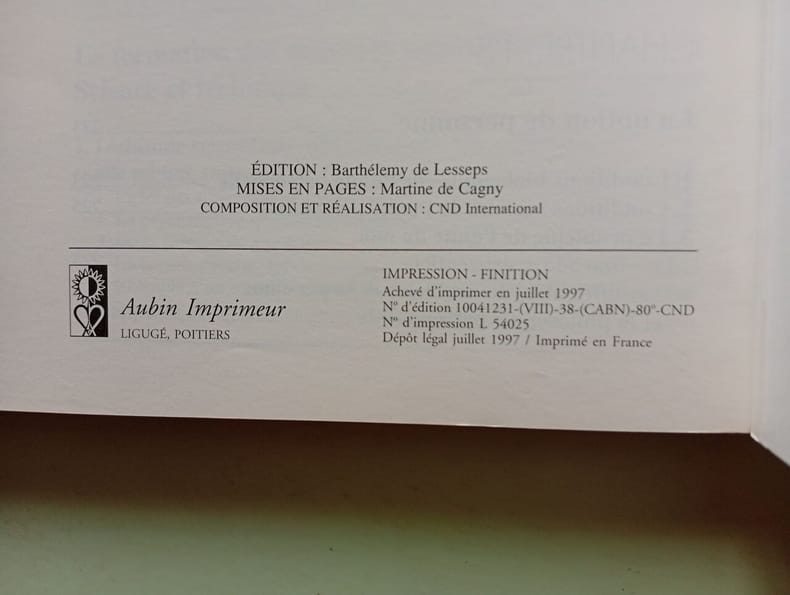 ÉDITION : Barthélemy de Lesseps
MISES EN PAGES : Martine de Cagny
COMPOSITION ET RÉALISATION : CND International
Aubin Imprimeur
LIGUGÉ, POITIERS
IMPRESSION - FINITION
Achevé d'imprimer en juillet 1997
N° d'édition 10041231-(VIII)-38-(CABN)-80°-CND
N° d'impression L 54025
Dépôt légal juillet 1997 / Imprimé en France